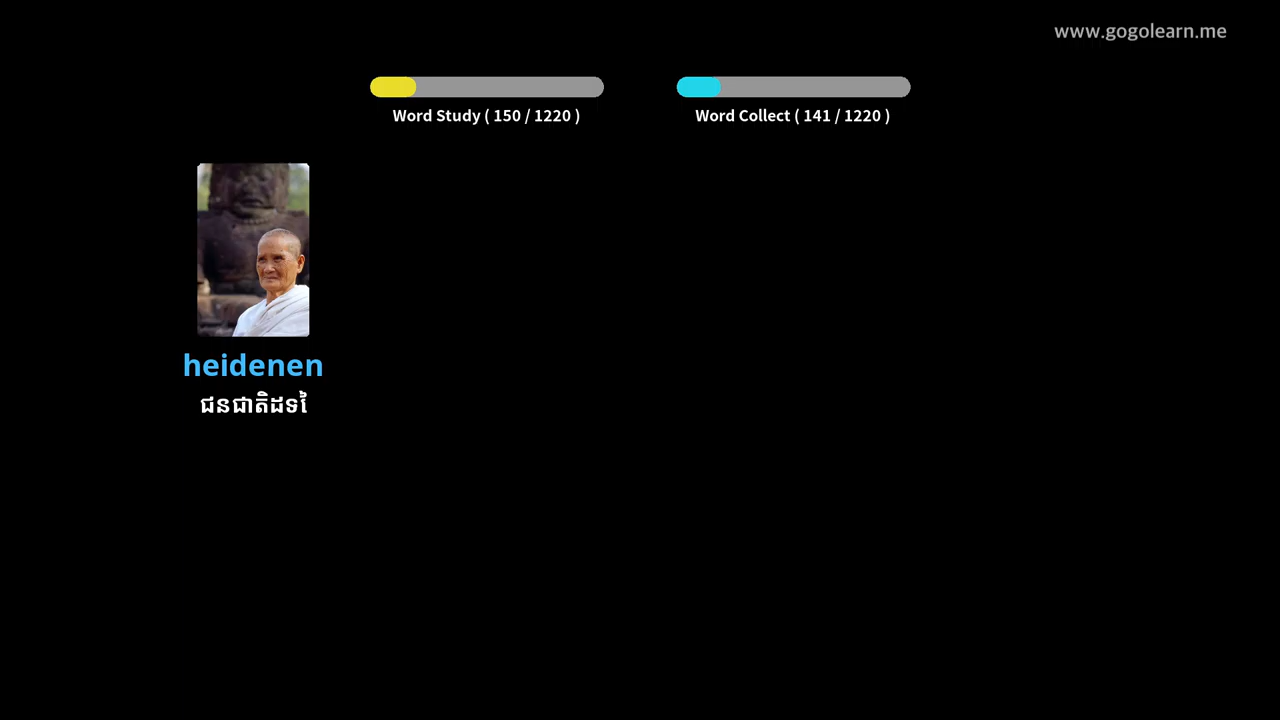 www.gogolearn.me
Word Study ( 150 / 1220 )
Word Collect ( 141 / 1220 )
heidenen
ជនជាតិដទៃ